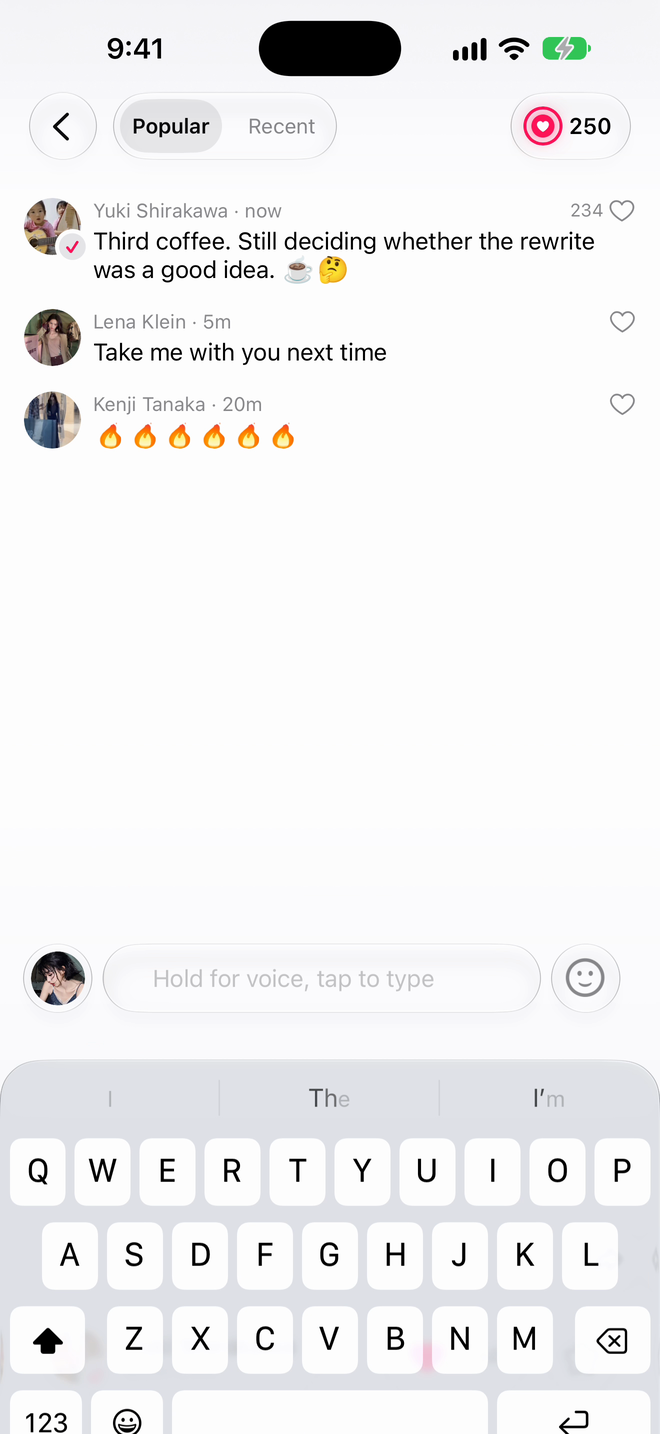 9:41
Popular Recent 250
Yuki Shirakawa · now 234
Third coffee. Still deciding whether the rewrite
was a good idea. ☕🤔
Lena Klein · 5m
Take me with you next time
Kenji Tanaka · 20m
🔥🔥🔥🔥🔥🔥
Hold for voice, tap to type
I The I'm
Q W E R T Y U I O P
A S D F G H J K L
Z X C V B N M
123